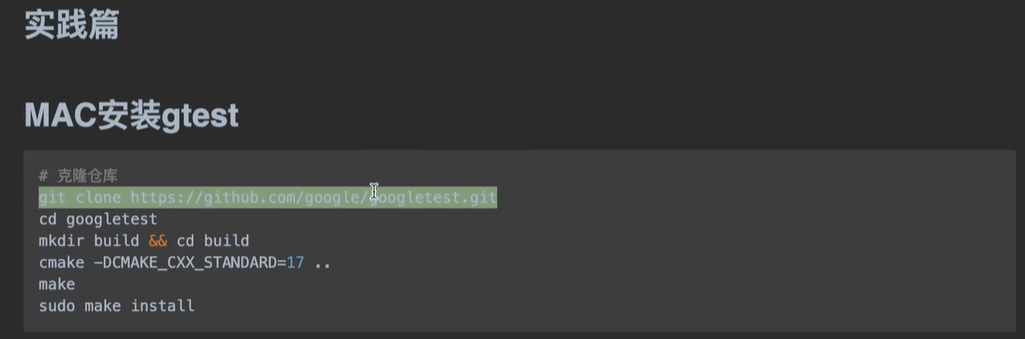 实践篇
MAC安装gtest
# 克隆仓库
git clone https://github.com/google/googletest.git
cd googletest
mkdir build && cd build
cmake -DCMAKE_CXX_STANDARD=17 ..
make
sudo make install